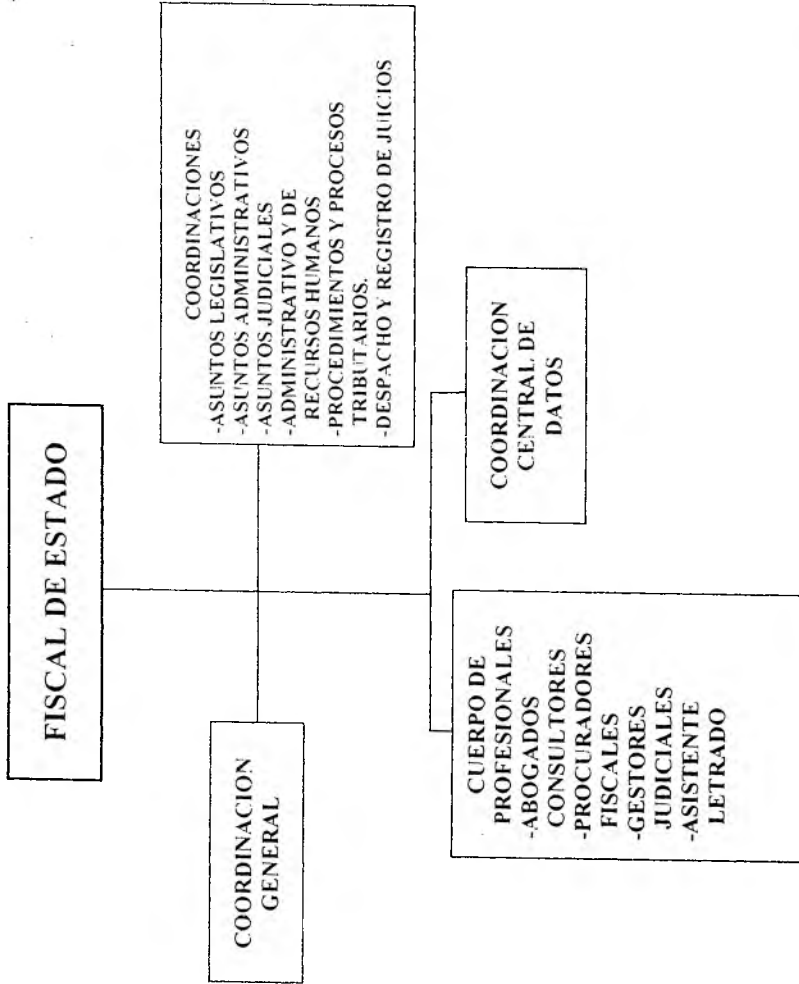 FISCAL DE ESTADO
COORDINACION
GENERAL
COORDINACIONES
-ASUNTOS LEGISLATIVOS
-ASUNTOS ADMINISTRATIVOS
-ASUNTOS JUDICIALES
-ADMINISTRATIVO Y DE
RECURSOS HUMANOS
-PROCEDIMIENTOS Y PROCESOS
TRIBUTARIOS.
-DESPACHO Y REGISTRO DE JUICIOS
CUERPO DE
PROFESIONALES
-ABOGADOS
CONSULTORES
-PROCURADORES
FISCALES
-GESTORES
JUDICIALES
-ASISTENTE
LETRADO
COORDINACION
CENTRAL DE
DATOS